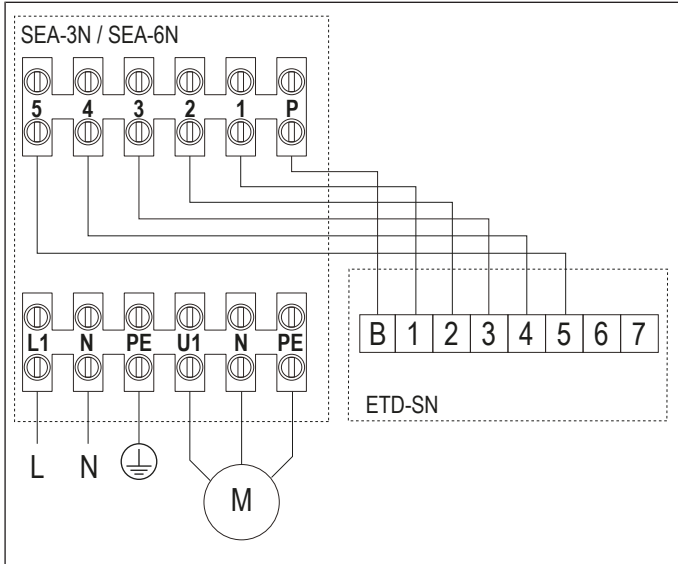 SEA-3N / SEA-6N
5 4 3 2 1 P
B 1 2 3 4 5 6 7
L1 N PE U1 N PE
ETD-SN
L N
M